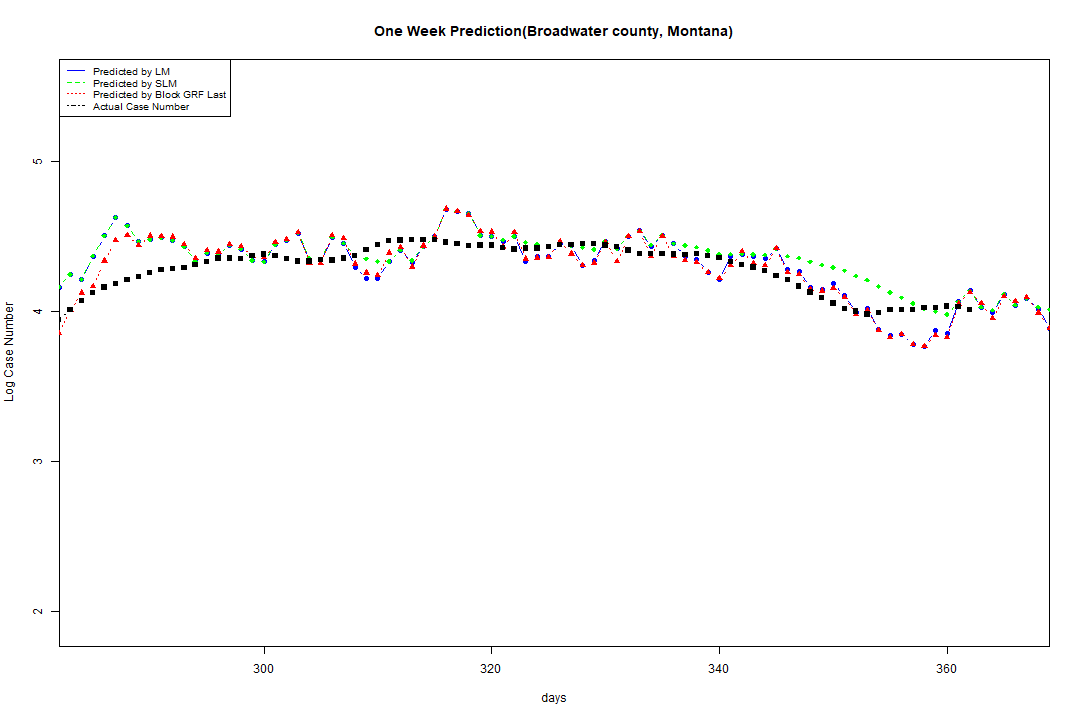 One Week Prediction(Broadwater county, Montana)
Predicted by LM
Predicted by SLM
Predicted by Block GRF Last
Actual Case Number
5
4
3
2
Log Case Number
300 320 340 360
days